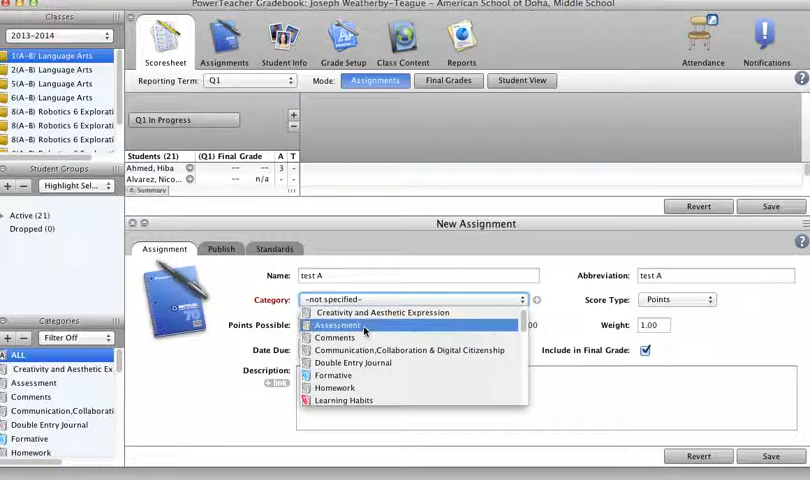 PowerTeacher Gradebook: Joseph Weatherby-Teague - American School of Doha, Middle School
Classes
2013-2014
1(A-B) Language Arts
2(A-B) Language Arts
5(A-B) Language Arts
6(A-B) Language Arts
8(A-B) Robotics 6 Explorati
8(A-B) Robotics 6 Explorati
8(A-B) Robotics 6 Explorati
Student Groups
Highlight Sel...
Active (21)
Dropped (0)
Categories
Filter Off
ALL
Creativity and Aesthetic Ex
Assessment
Comments
Communication,Collaborati
Double Entry Journal
Formative
Homework
Scoresheet
Assignments
Student Info
Grade Setup
Class Content
Reports
Attendance
Notifications
Reporting Term: Q1
Mode: Assignments Final Grades Student View
Q1 In Progress
Students (21) (Q1) Final Grade A T
Ahmed, Hiba -- -- 3 -
Alvarez, Nico... -- n/a - -
Summary
Revert Save
New Assignment
Assignment Publish Standards
Name: test A Abbreviation: test A
Category: -not specified- Score Type: Points
Creativity and Aesthetic Expression
Points Possible: Assessment 00 Weight: 1.00
Comments
Date Due: Communication,Collaboration & Digital Citizenship Include in Final Grade:
Double Entry Journal
Description: Formative
+ link Homework
Learning Habits
Revert Save